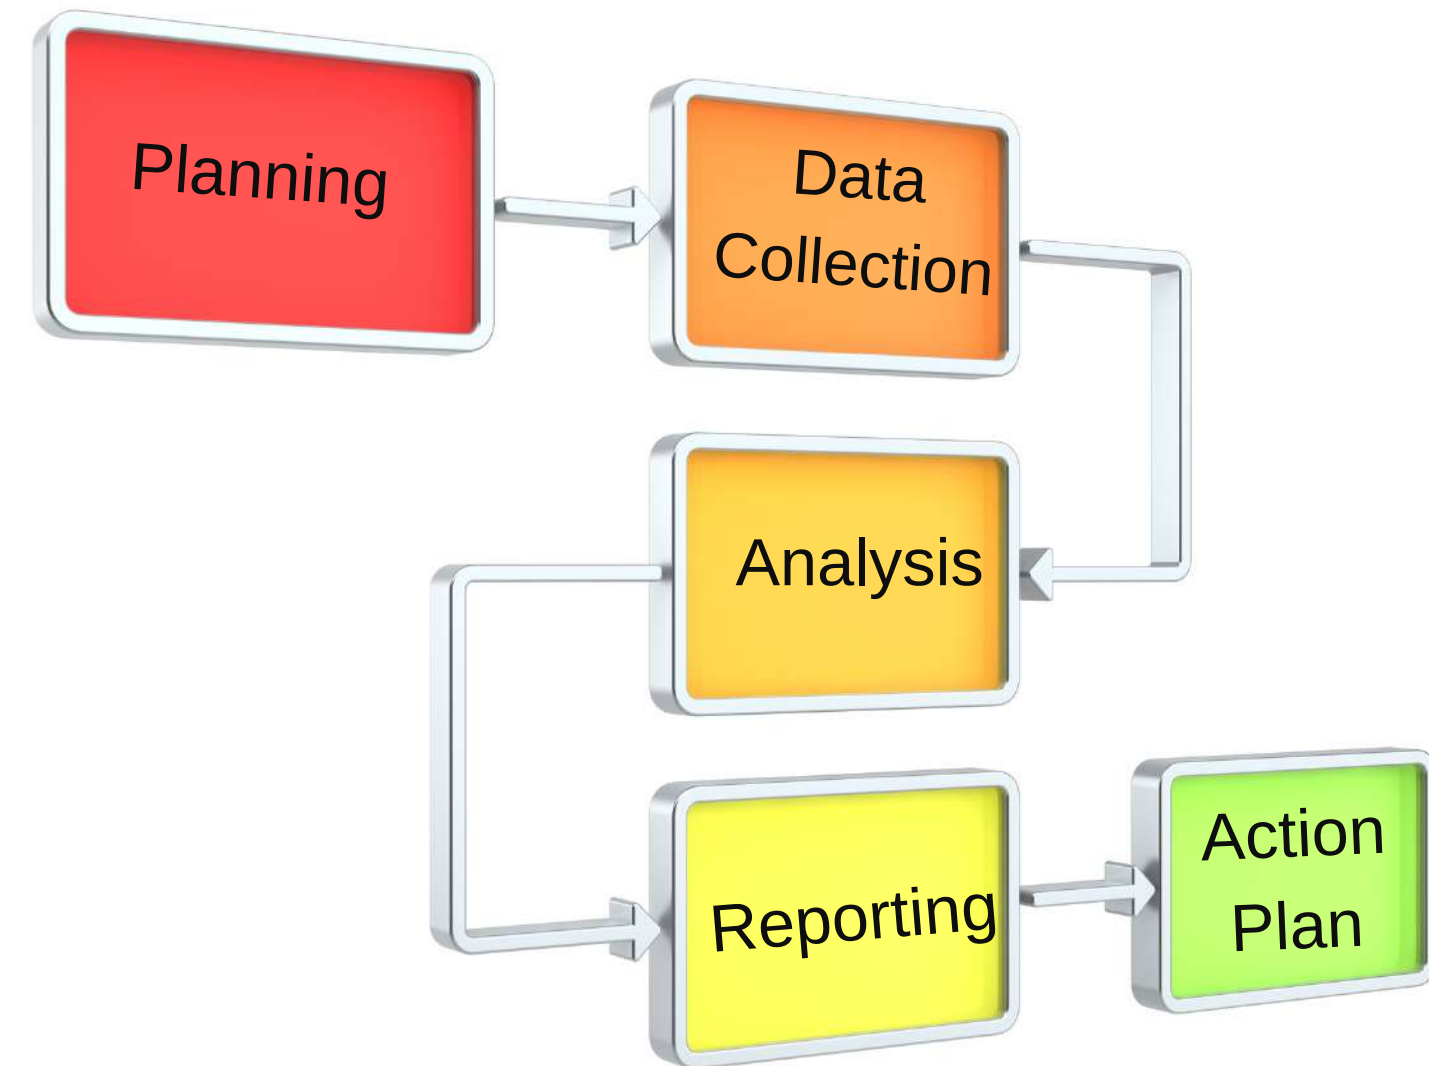 Planning
Data
Collection
Analysis
Reporting
Action
Plan